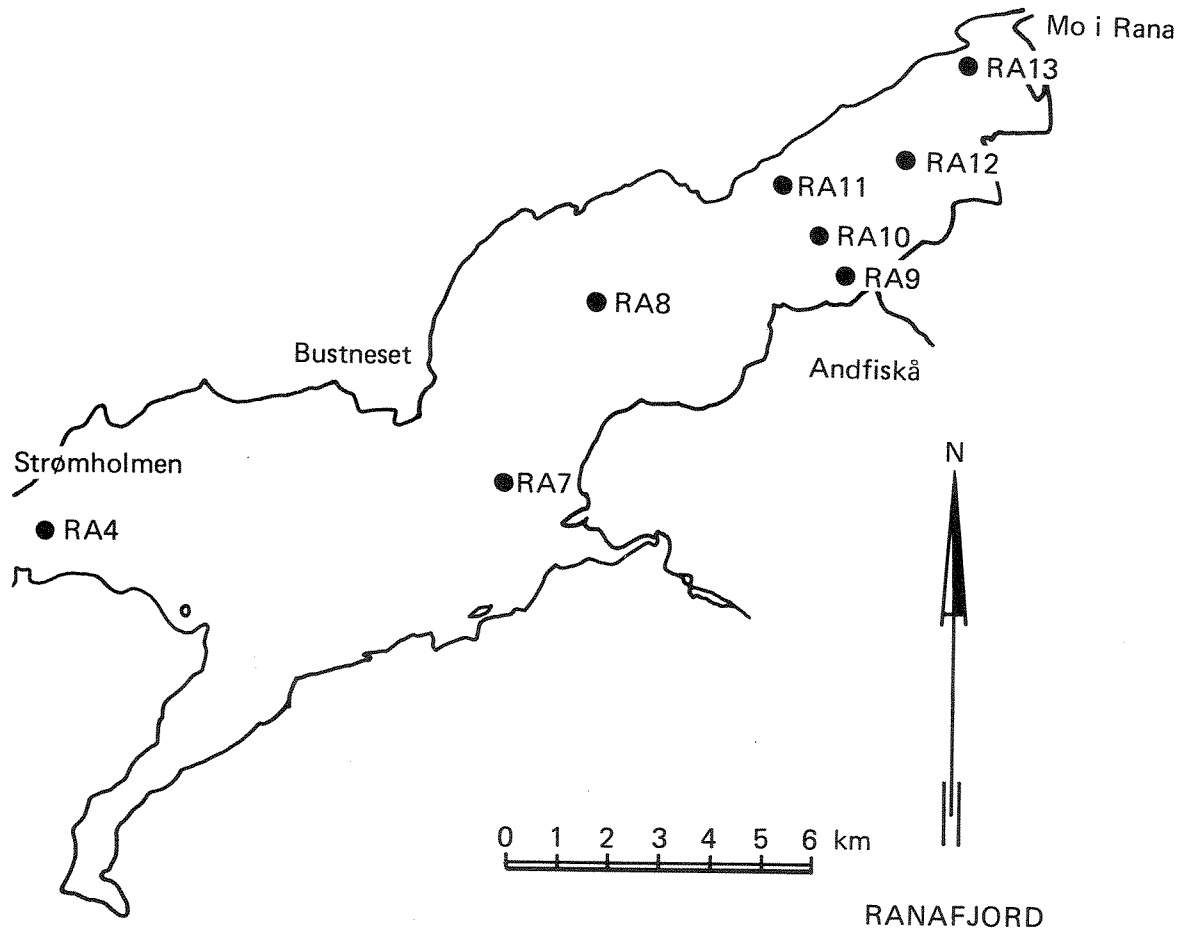 Mo i Rana
RA13
RA12
RA11
RA10
RA9
RA8
Bustneset
Andfiskå
Strømholmen
RA7
RA4
N
0 1 2 3 4 5 6 km
RANAFJORD